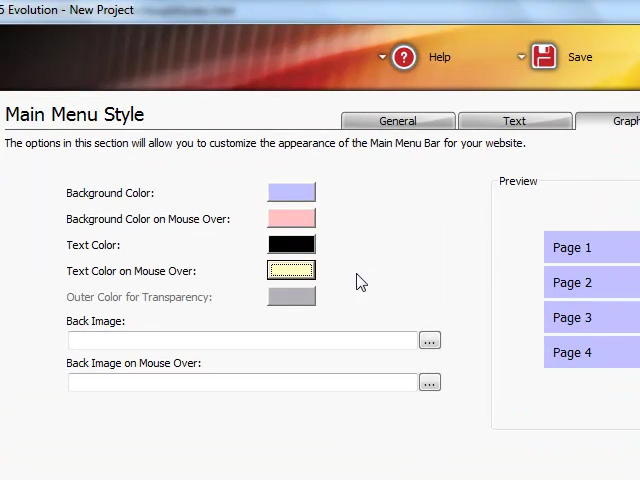 5 Evolution - New Project
? Help
Save
Main Menu Style
General
Text
Graph
The options in this section will allow you to customize the appearance of the Main Menu Bar for your website.
Background Color:
Background Color on Mouse Over:
Text Color:
Text Color on Mouse Over:
Outer Color for Transparency:
Back Image:
...
Back Image on Mouse Over:
...
Preview
Page 1
Page 2
Page 3
Page 4